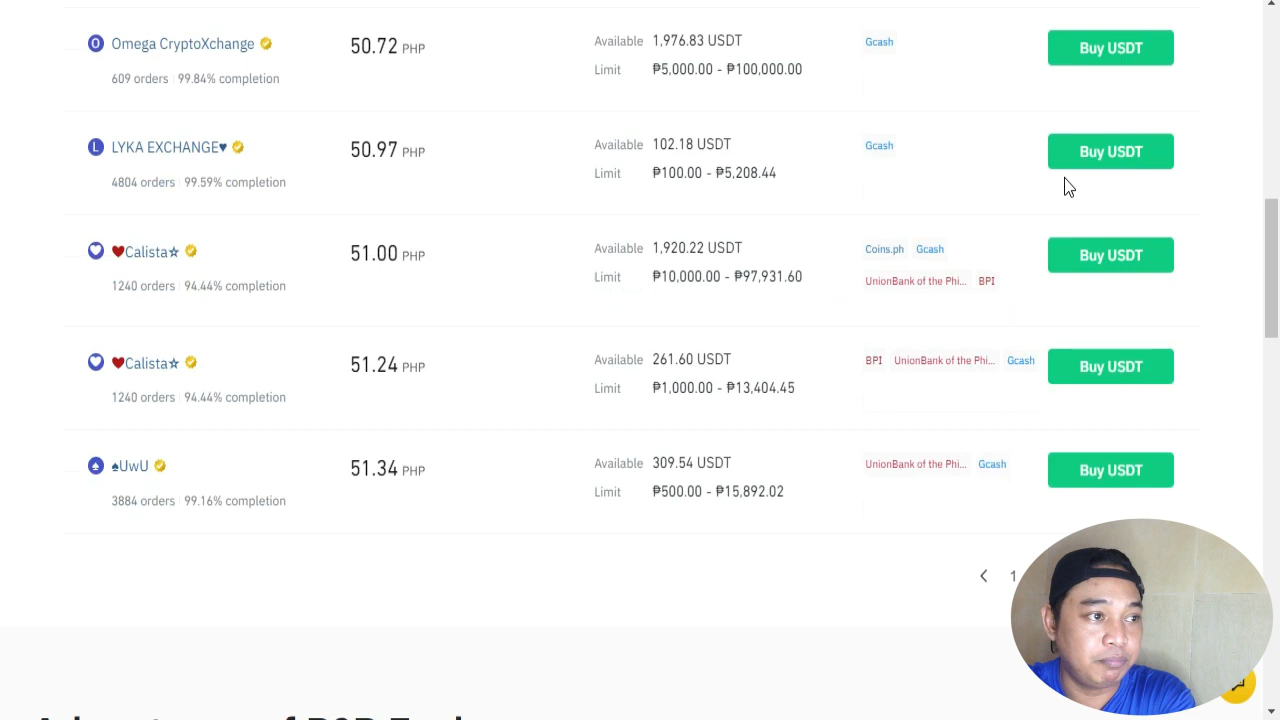 O Omega CryptoXchange 50.72 PHP Available 1,976.83 USDT Gcash Buy USDT
609 orders 99.84% completion Limit ₱5,000.00 - ₱100,000.00
L LYKA EXCHANGE♥ 50.97 PHP Available 102.18 USDT Gcash Buy USDT
4804 orders 99.59% completion Limit ₱100.00 - ₱5,208.44
♥Calista☆ 51.00 PHP Available 1,920.22 USDT Coins.ph Gcash Buy USDT
1240 orders 94.44% completion Limit ₱10,000.00 - ₱97,931.60 UnionBank of the Phi... BPI
♥Calista☆ 51.24 PHP Available 261.60 USDT BPI UnionBank of the Phi... Gcash Buy USDT
1240 orders 94.44% completion Limit ₱1,000.00 - ₱13,404.45
♠UwU 51.34 PHP Available 309.54 USDT UnionBank of the Phi... Gcash Buy USDT
3884 orders 99.16% completion Limit ₱500.00 - ₱15,892.02
1